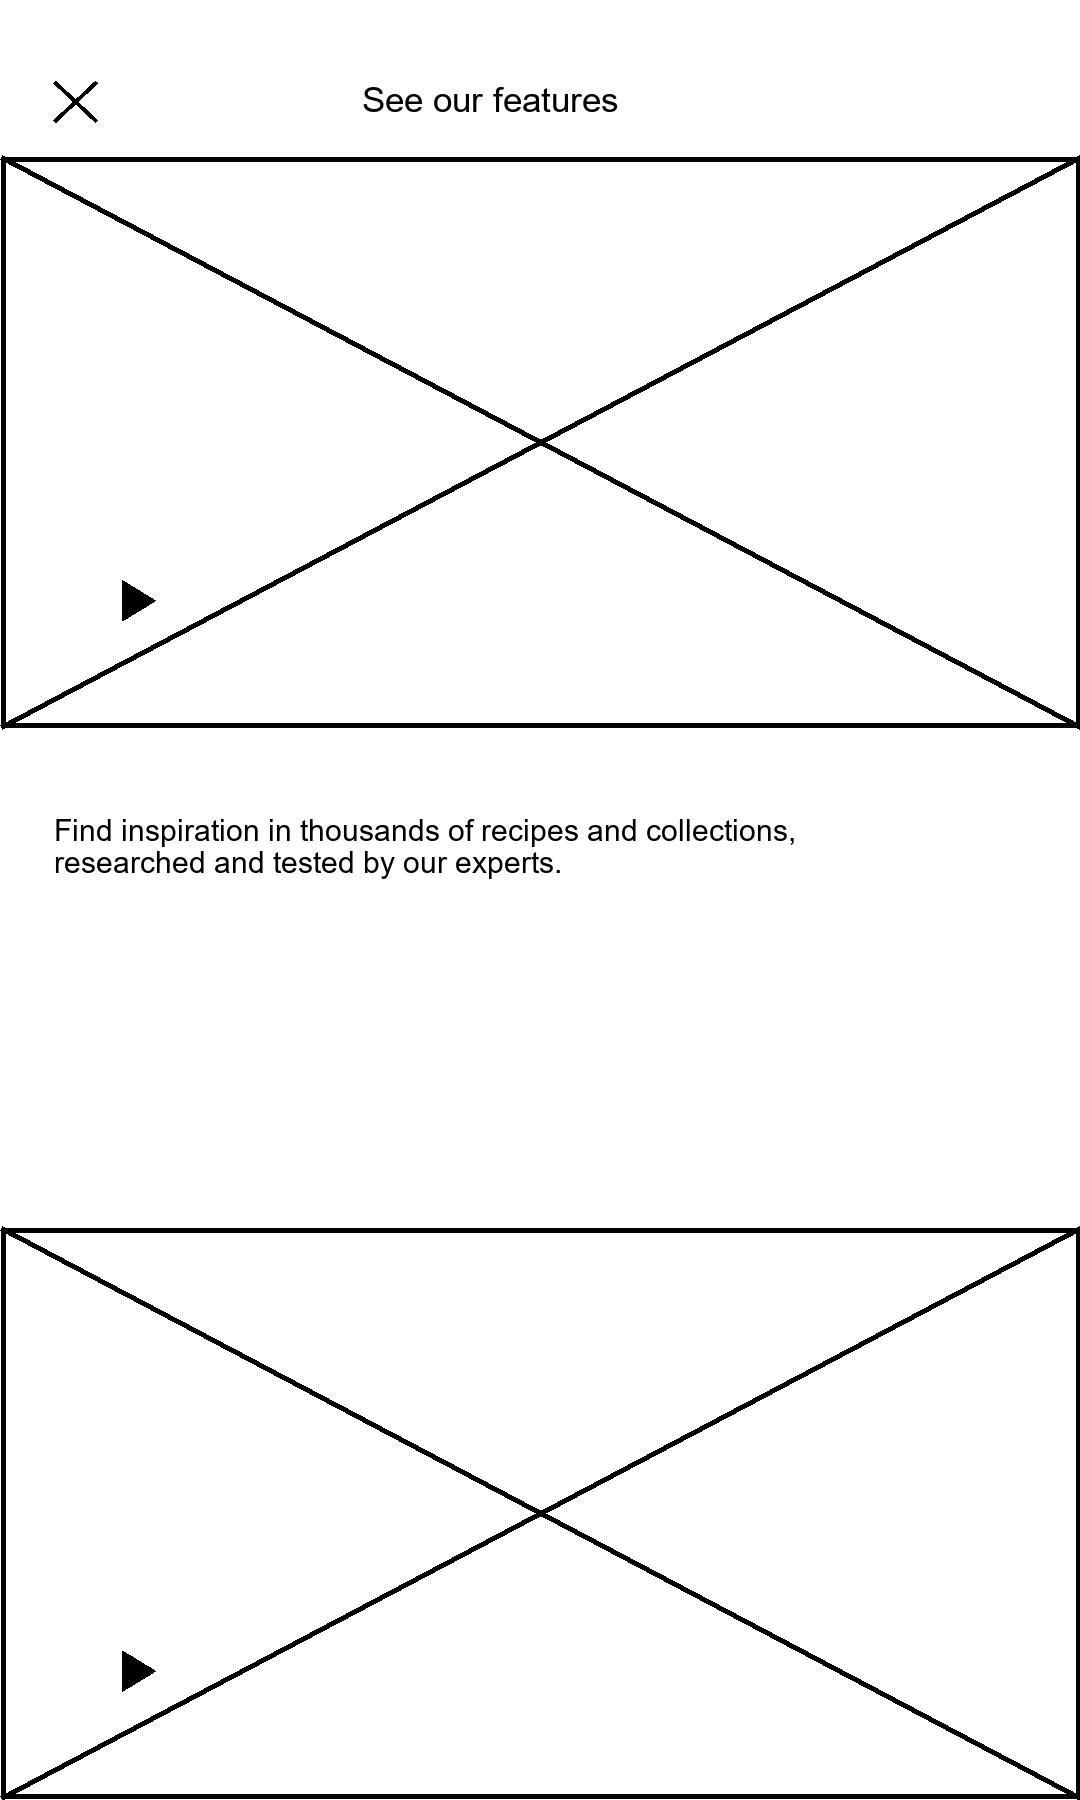 See our features
Find inspiration in thousands of recipes and collections,
researched and tested by our experts.